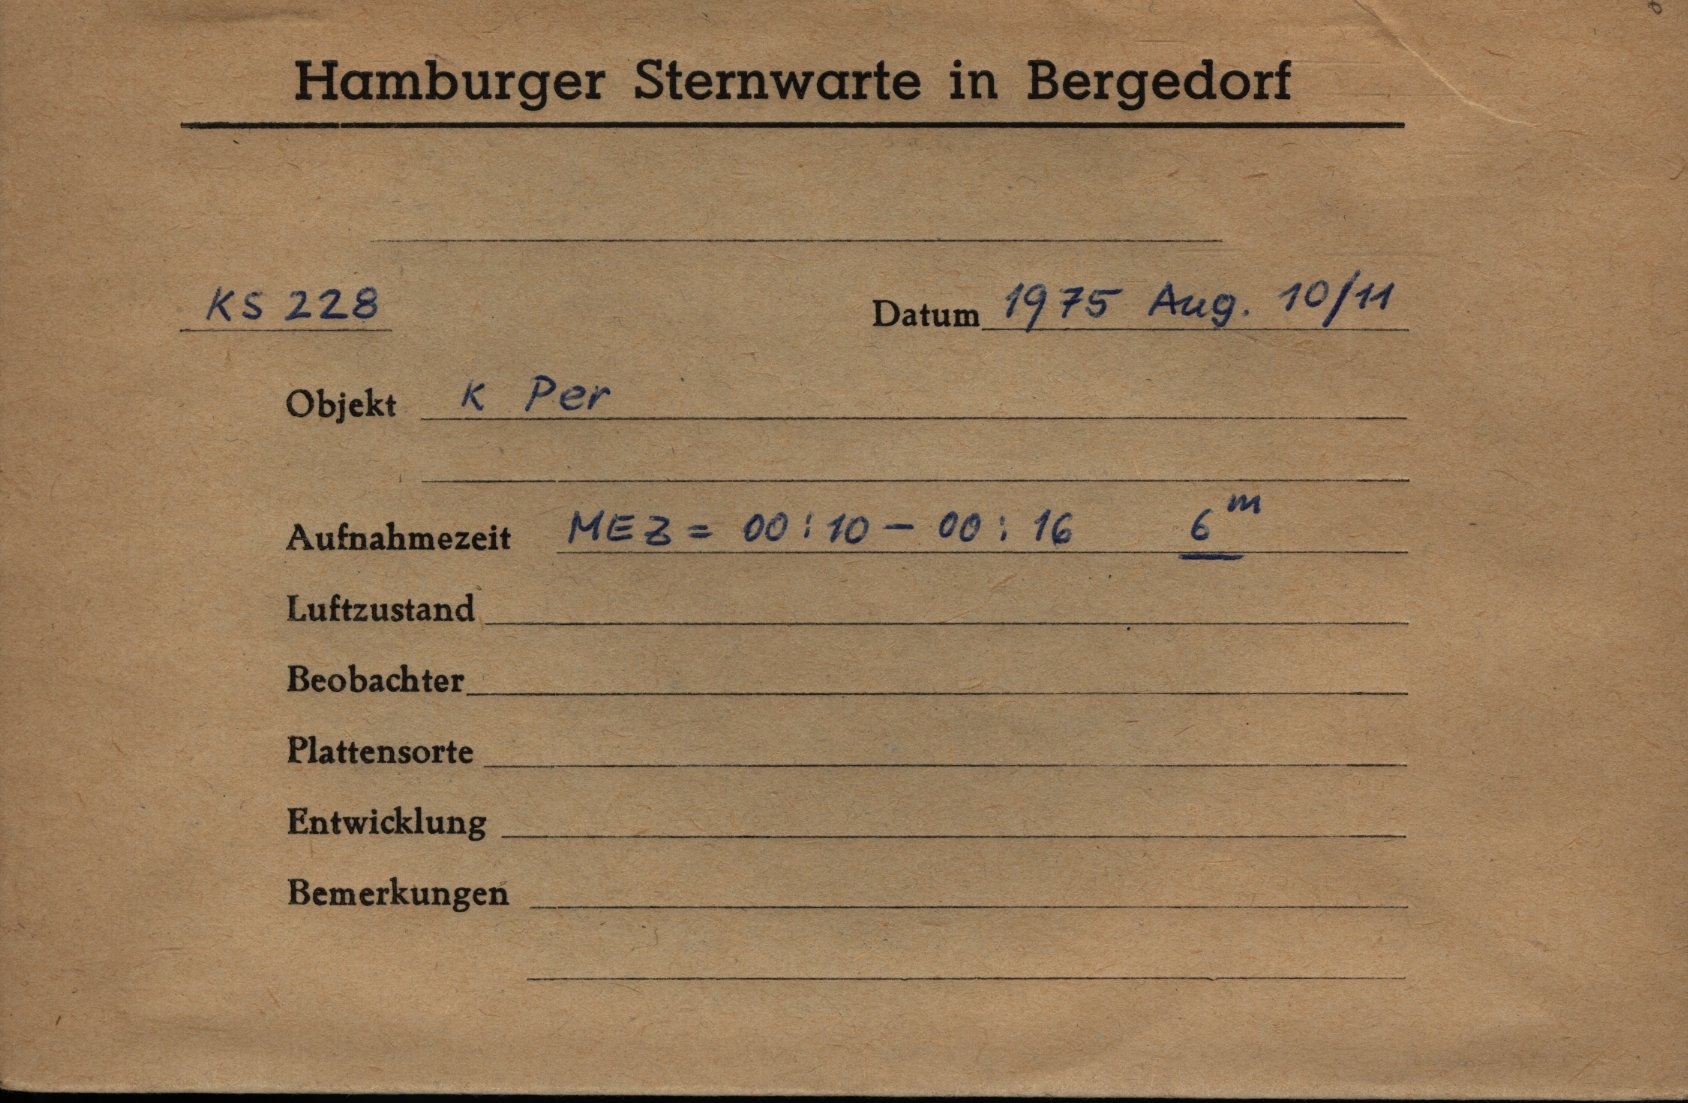 Hamburger Sternwarte in Bergedorf
KS 228 Datum 1975 Aug. 10/11
Objekt κ Per
Aufnahmezeit MEZ = 00:10 – 00:16 6ᵐ
Luftzustand
Beobachter
Plattensorte
Entwicklung
Bemerkungen